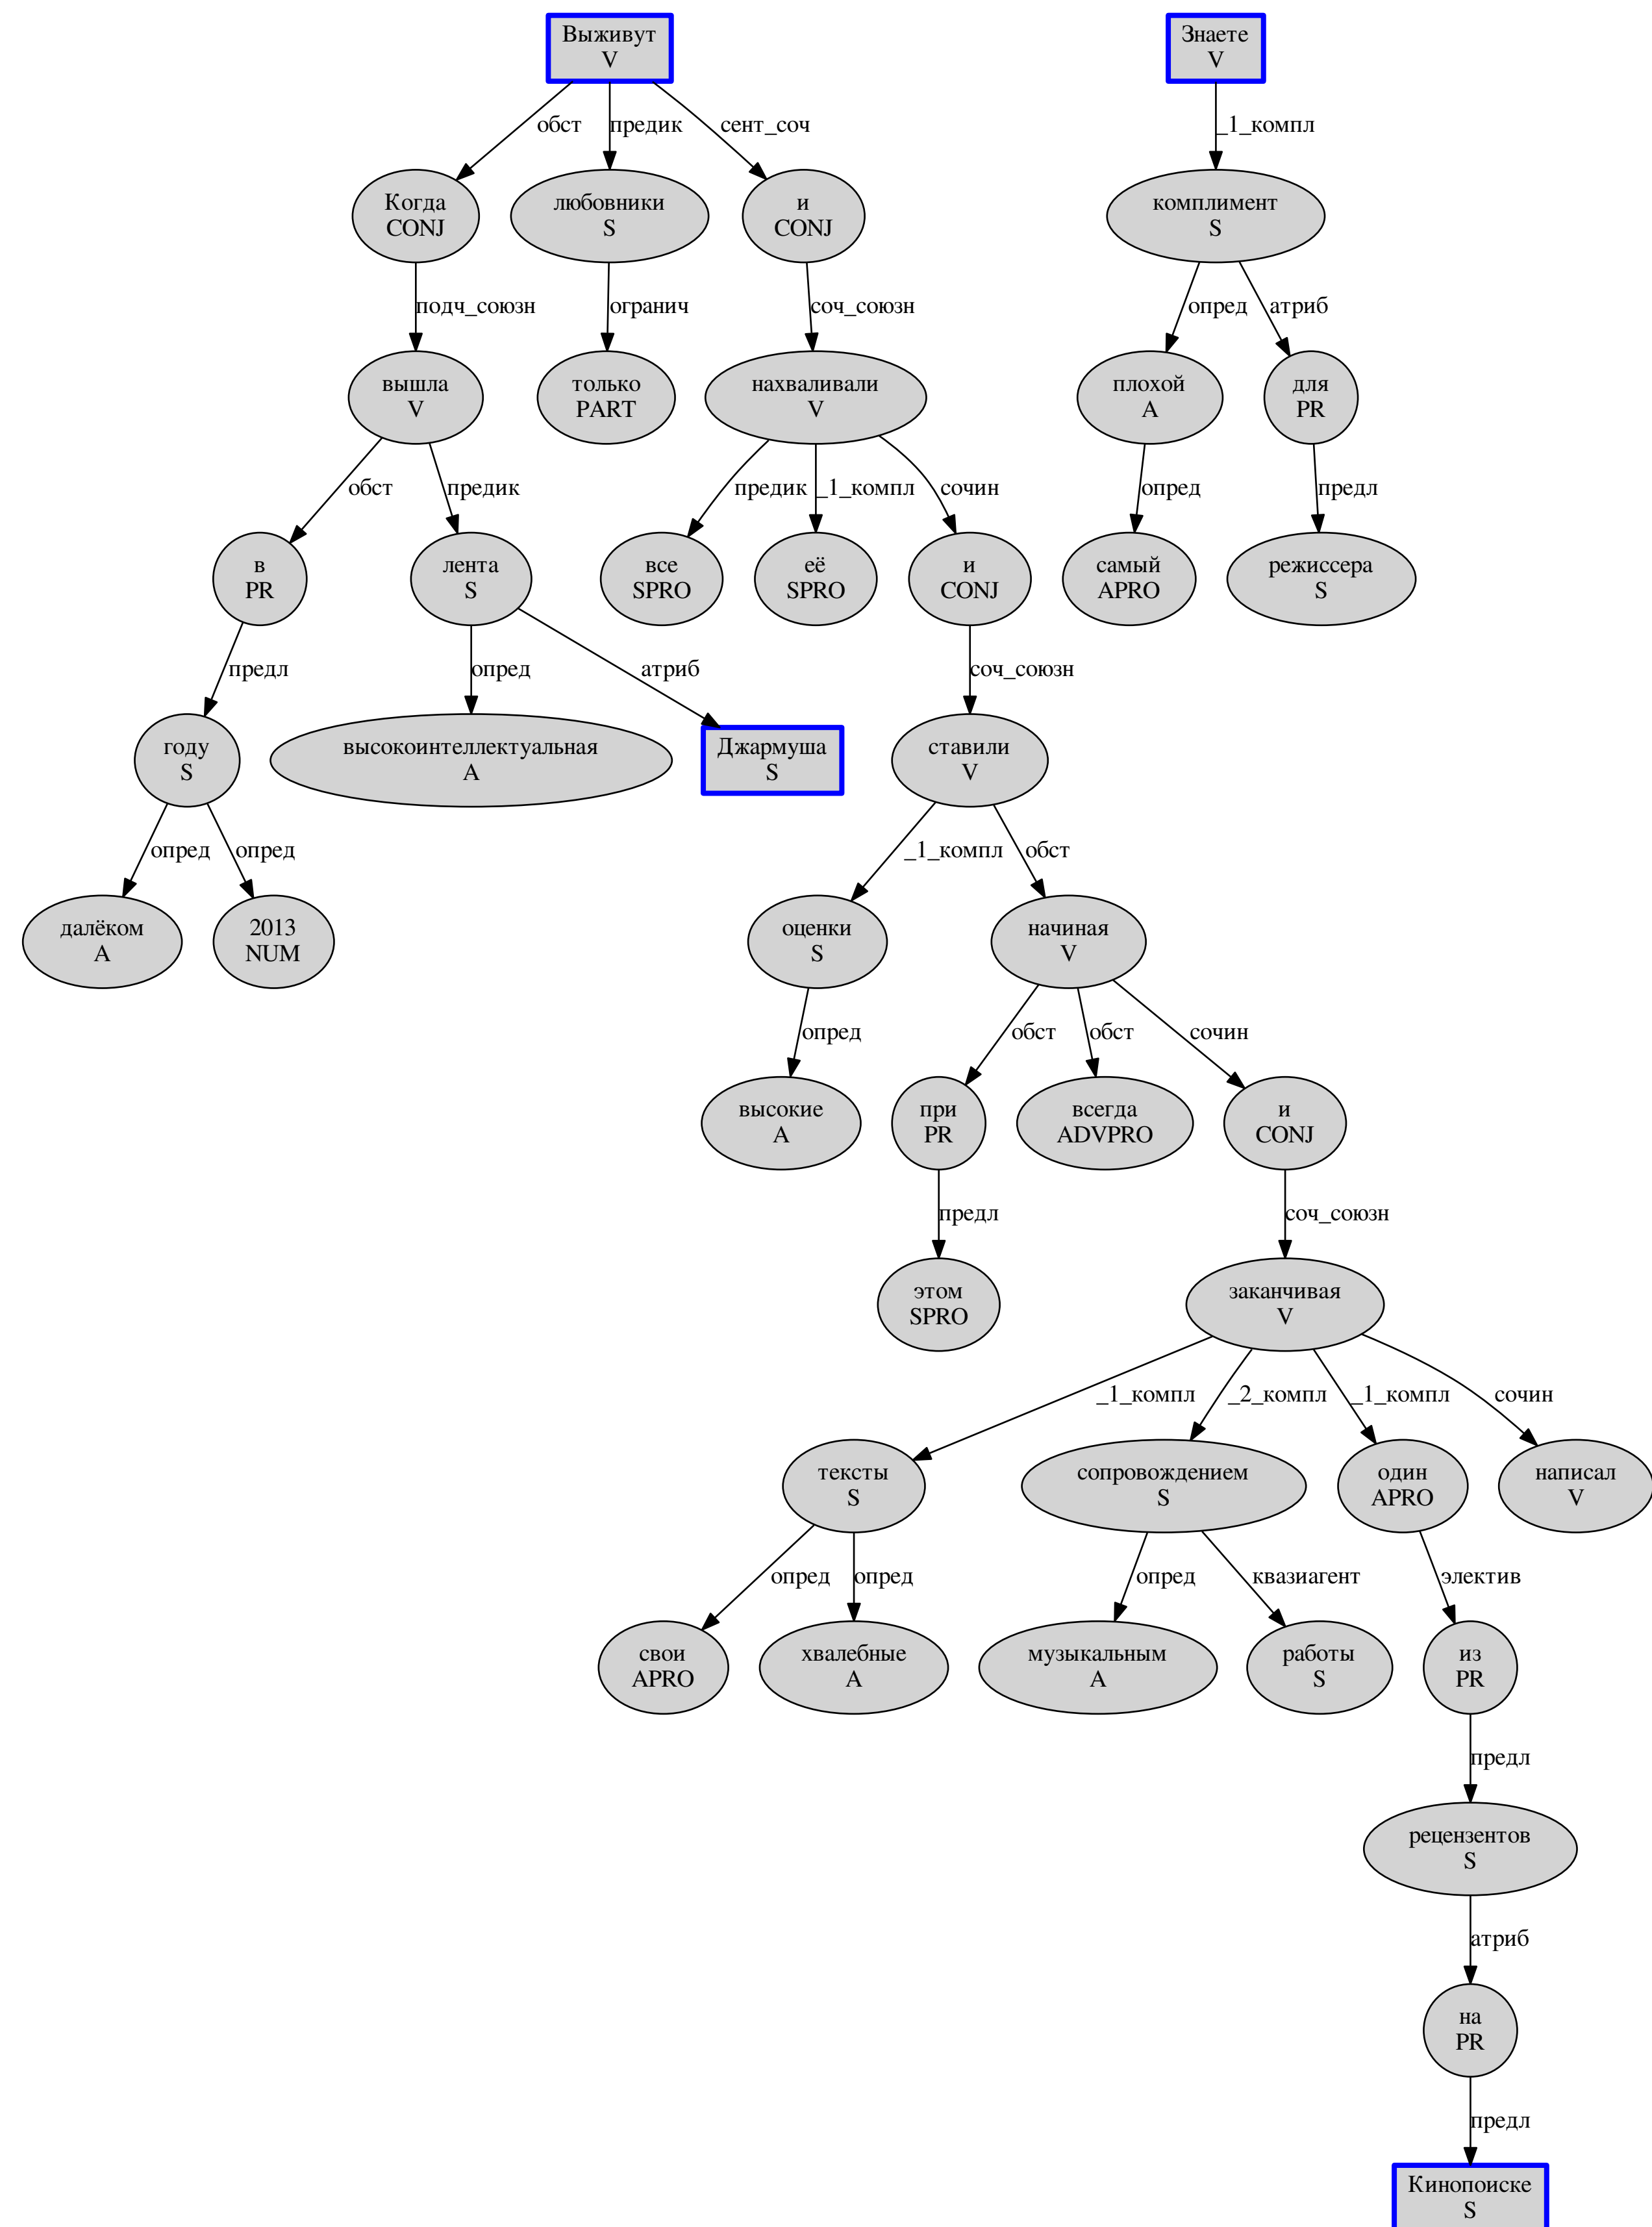 Выживут
V
Знаете
V
обст
предик
сент_соч
_1_компл
Когда
CONJ
любовники
S
и
CONJ
комплимент
S
подч_союзн
огранич
соч_союзн
опред
атриб
вышла
V
только
PART
нахваливали
V
плохой
A
для
PR
обст
предик
предик
_1_компл
сочин
опред
предл
в
PR
лента
S
все
SPRO
её
SPRO
и
CONJ
самый
APRO
режиссера
S
предл
опред
атриб
соч_союзн
году
S
высокоинтеллектуальная
A
Джармуша
S
ставили
V
опред
опред
_1_компл
обст
далёком
A
2013
NUM
оценки
S
начиная
V
опред
обст
обст
сочин
высокие
A
при
PR
всегда
ADVPRO
и
CONJ
предл
соч_союзн
этом
SPRO
заканчивая
V
_1_компл
_2_компл
_1_компл
сочин
тексты
S
сопровождением
S
один
APRO
написал
V
опред
опред
опред
квазиагент
электив
свои
APRO
хвалебные
A
музыкальным
A
работы
S
из
PR
предл
рецензентов
S
атриб
на
PR
предл
Кинопоиске
S